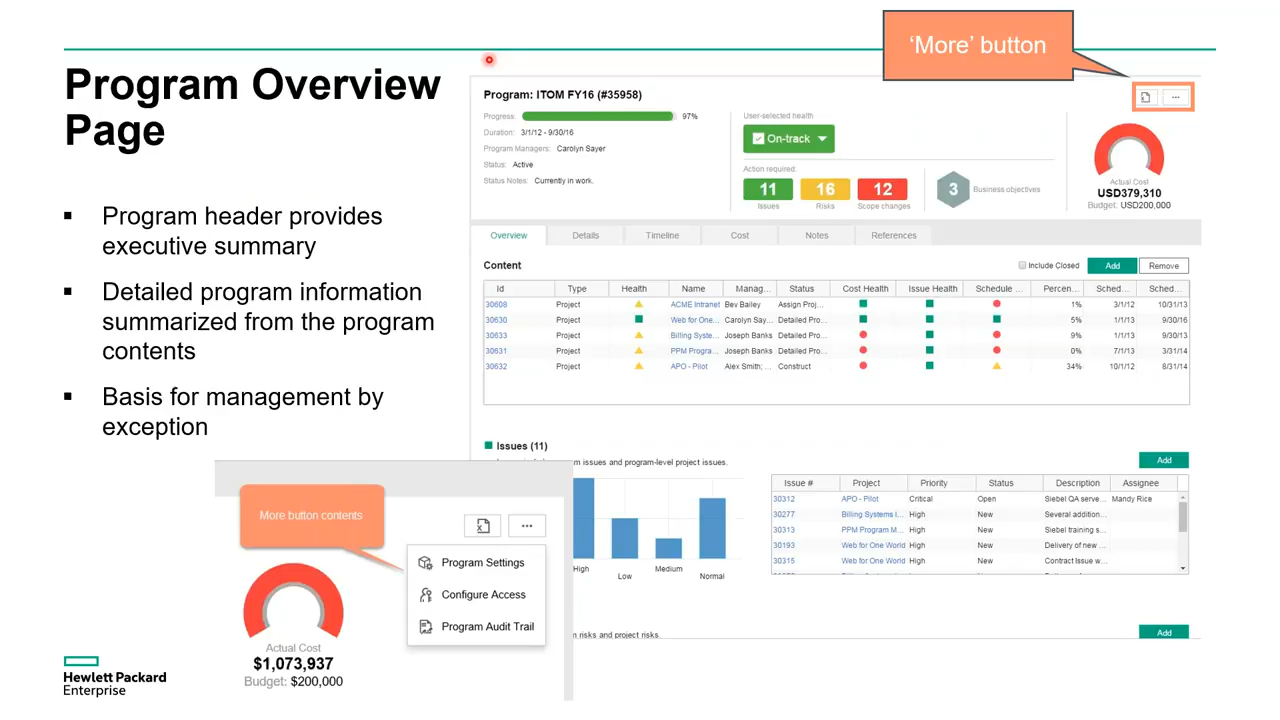 'More' button
Program Overview
Page
▪ Program header provides
executive summary
▪ Detailed program information
summarized from the program
contents
▪ Basis for management by
exception
Program: ITOM FY16 (#35958)
Progress: 97%
Duration: 3/1/12 - 9/30/16
Program Managers: Carolyn Sayer
Status: Active
Status Notes: Currently in work.
User-selected health
On-track
Action required:
11 16 12
Issues Risks Scope changes
3 Business objectives
Actual Cost
USD379,310
Budget: USD200,000
Overview Details Timeline Cost Notes References
Content Include Closed Add Remove
Id Type Health Name Manag... Status Cost Health Issue Health Schedule ... Percen... Sched... Sched...
30608 Project ACME Intranet Bev Bailey Assign Proj... 1% 3/1/12 10/31/13
30630 Project Web for One... Carolyn Say... Detailed Pro... 5% 1/1/13 9/30/16
30633 Project Billing Syste... Joseph Banks Detailed Pro... 9% 1/1/13 9/30/13
30631 Project PPM Progra... Joseph Banks Detailed Pro... 0% 7/1/13 3/31/14
30632 Project APO - Pilot Alex Smith; ... Construct 34% 10/1/12 8/31/14
Issues (11)
m issues and program-level project issues.
Add
High Low Medium Normal
Issue # Project Priority Status Description Assignee
30312 APO - Pilot Critical Open Siebel QA serve... Mandy Rice
30277 Billing Systems I... High New Several addition...
30313 PPM Program M... High New Siebel training s...
30193 Web for One World High New Delivery of new ...
30315 Web for One World High New Contract Issue w...
m risks and project risks.
Add
More button contents
Program Settings
Configure Access
Program Audit Trail
Actual Cost
$1,073,937
Budget: $200,000
Hewlett Packard
Enterprise